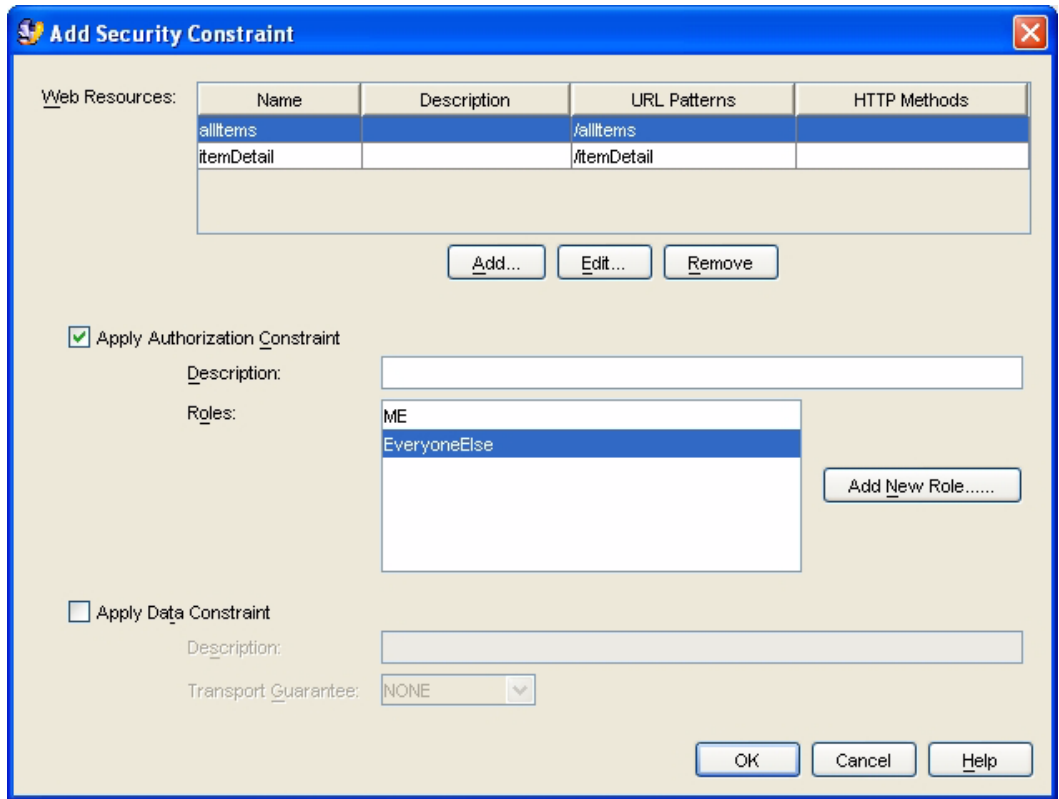 Add Security Constraint
Web Resources:
Name Description URL Patterns HTTP Methods
allItems /allItems
itemDetail /itemDetail
Add... Edit... Remove
Apply Authorization Constraint
Description:
Roles:
ME
EveryoneElse
Add New Role......
Apply Data Constraint
Description:
Transport Guarantee: NONE
OK Cancel Help